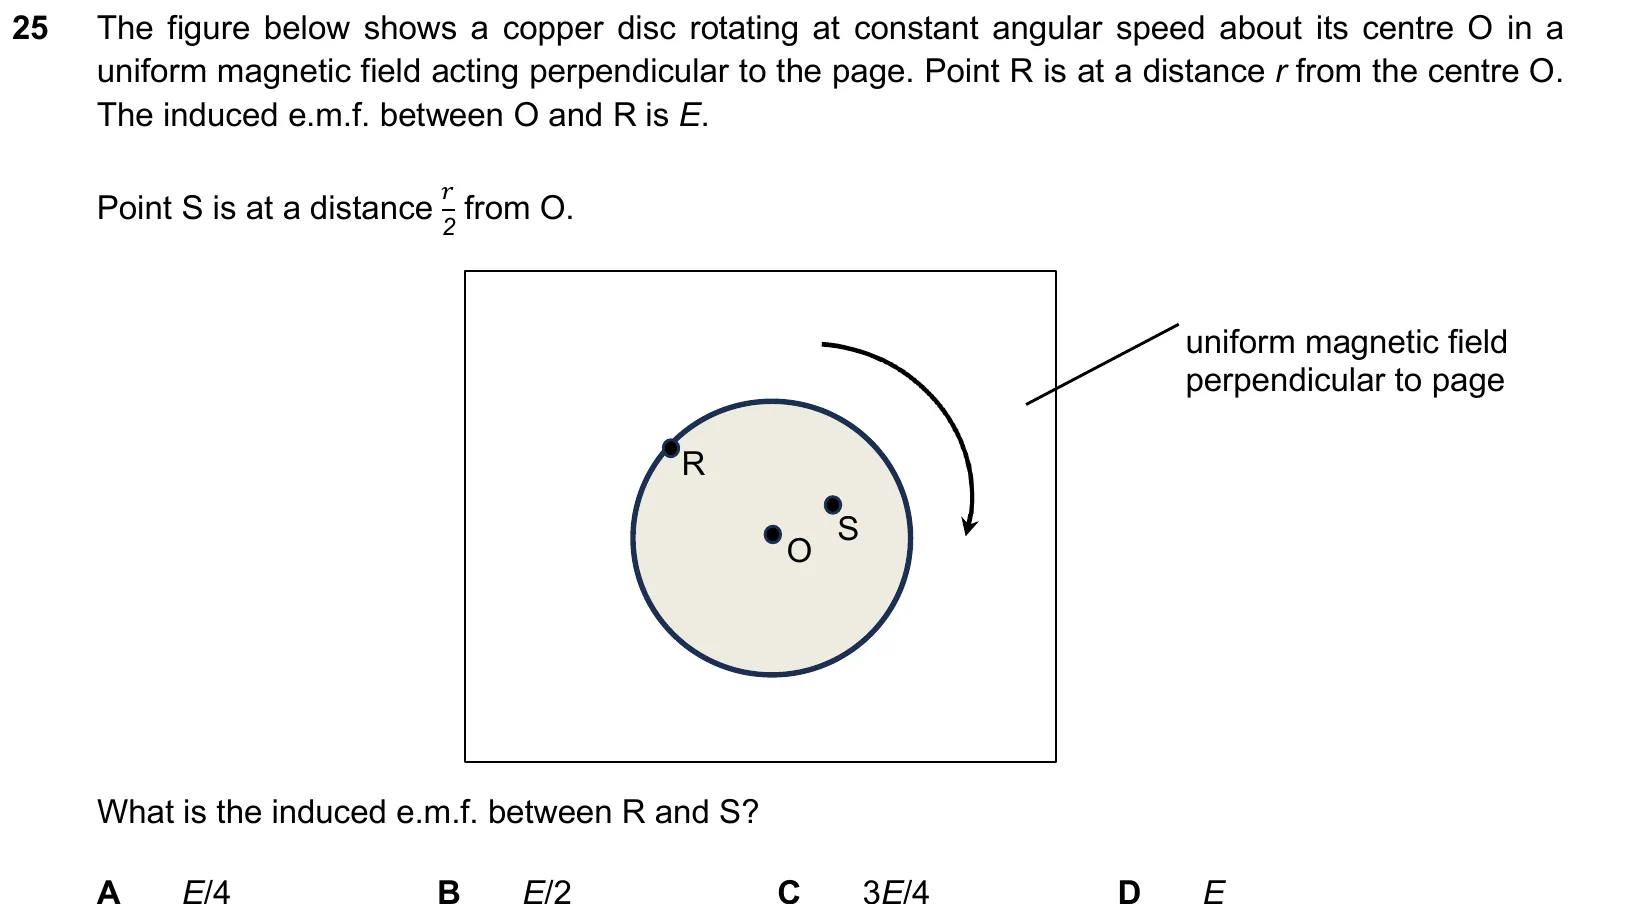 25 The figure below shows a copper disc rotating at constant angular speed about its centre O in a
uniform magnetic field acting perpendicular to the page. Point R is at a distance r from the centre O.
The induced e.m.f. between O and R is E.
Point S is at a distance r/2 from O.
uniform magnetic field
perpendicular to page
R
S
O
What is the induced e.m.f. between R and S?
A E/4 B E/2 C 3E/4 D E